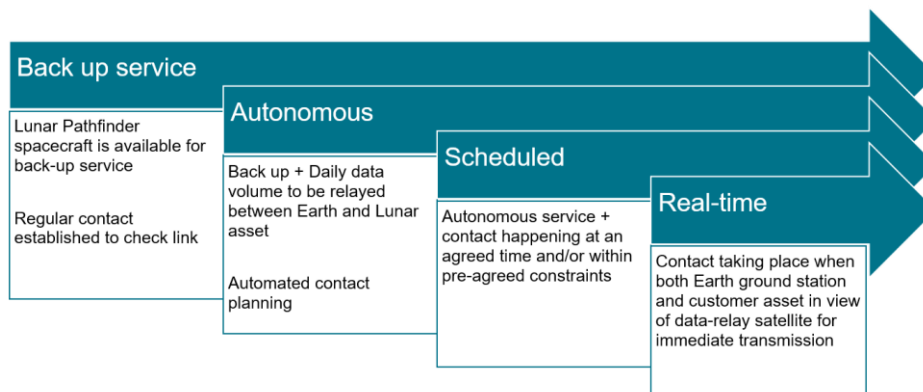 Back up service
Lunar Pathfinder
spacecraft is available for
back-up service
Regular contact
established to check link
Autonomous
Back up + Daily data
volume to be relayed
between Earth and Lunar
asset
Automated contact
planning
Scheduled
Autonomous service +
contact happening at an
agreed time and/or within
pre-agreed constraints
Real-time
Contact taking place when
both Earth ground station
and customer asset in view
of data-relay satellite for
immediate transmission